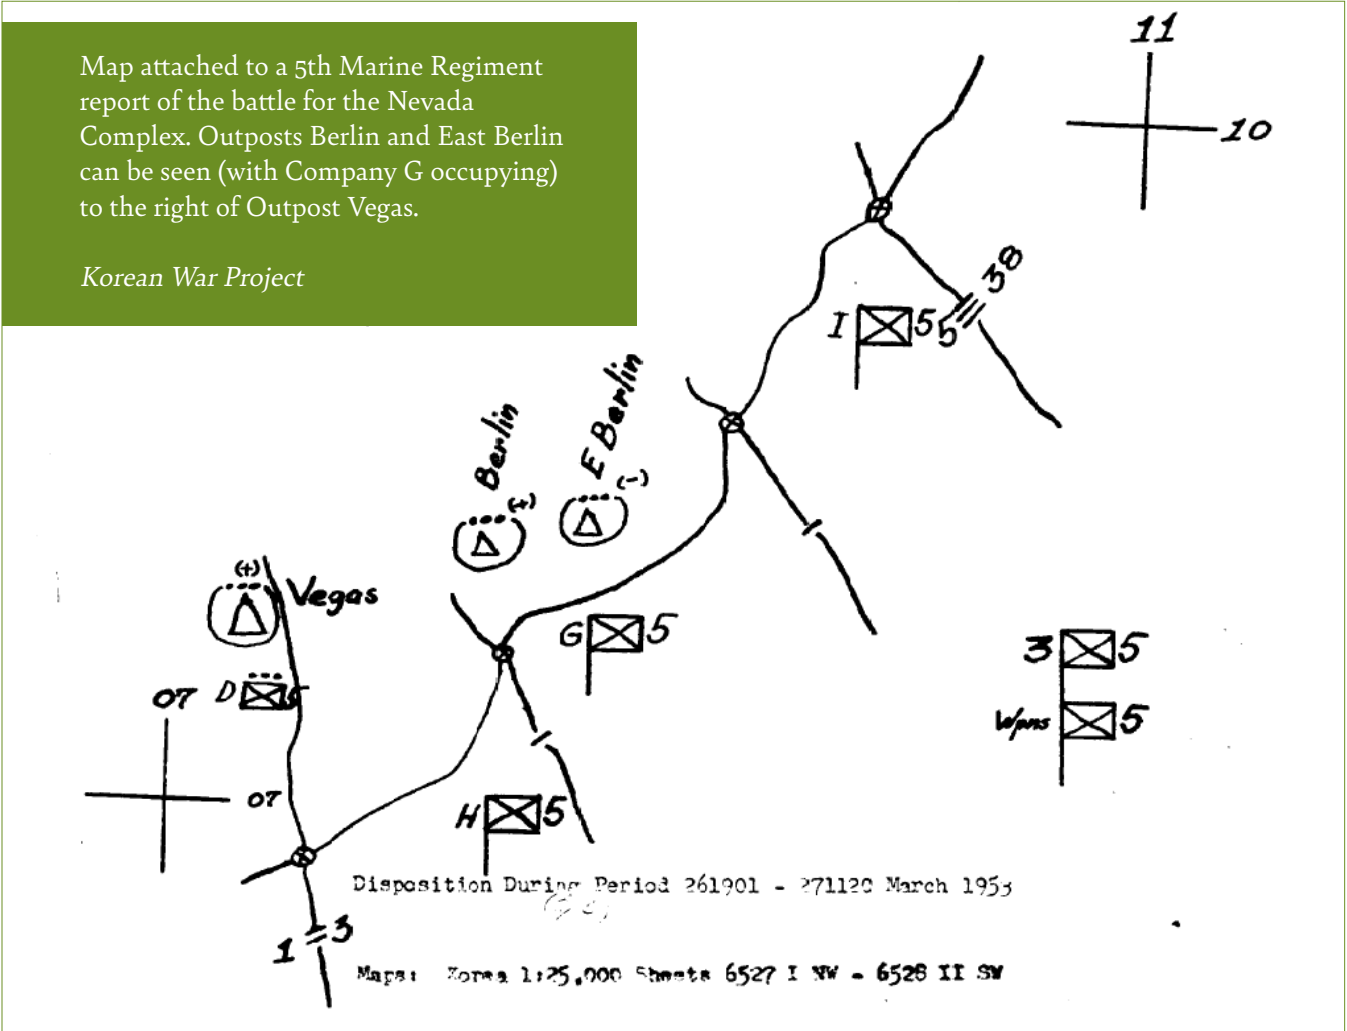 Map attached to a 5th Marine Regiment
report of the battle for the Nevada
Complex. Outposts Berlin and East Berlin
can be seen (with Company G occupying)
to the right of Outpost Vegas.
Korean War Project
11
10
38
5
I 5
Berlin
(+)
E Berlin
(-)
(+)
Vegas
G 5
3 5
Wpns 5
D 5
07
07
H 5
1 3
Disposition During Period 261901 - 271120 March 1953
Maps: Korea 1:25,000 Sheets 6527 I NW - 6528 II SW